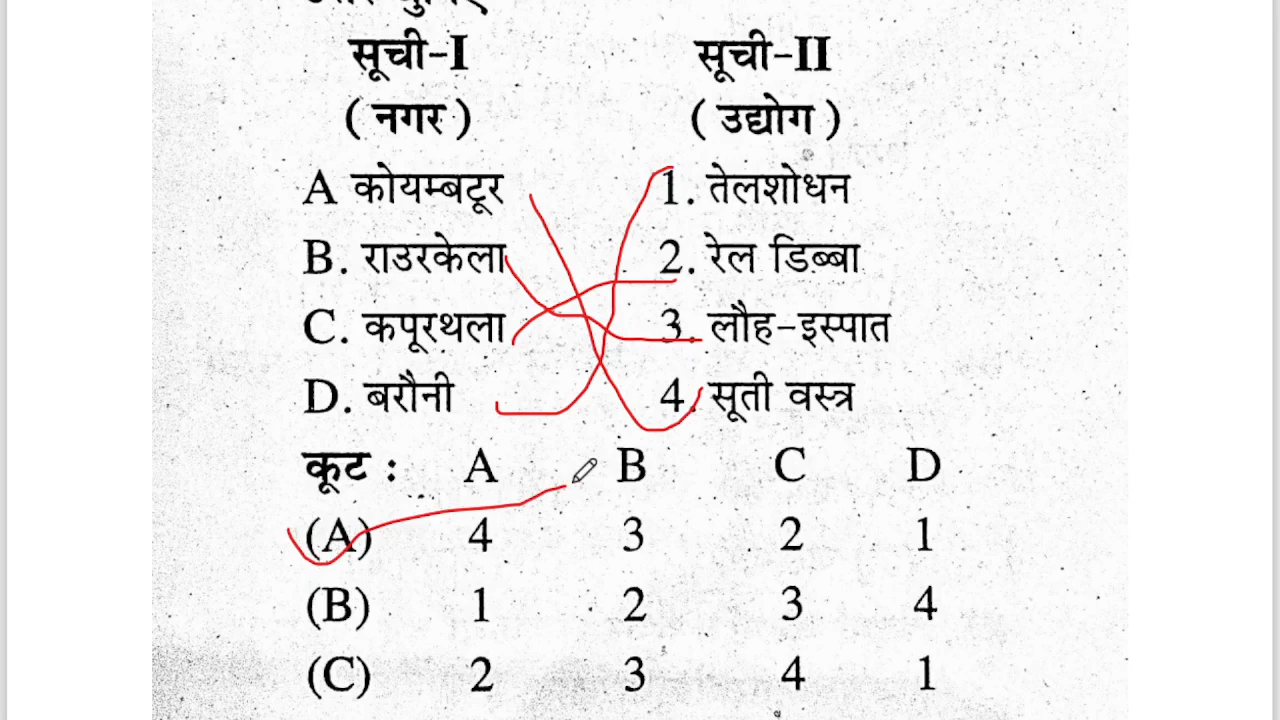 सूची-I सूची-II
( नगर ) ( उद्योग )
A कोयम्बटूर 1. तेलशोधन
B. राउरकेला 2. रेल डिब्बा
C. कपूरथला 3. लौह-इस्पात
D. बरौनी 4. सूती वस्त्र
कूट : A B C D
(A) 4 3 2 1
(B) 1 2 3 4
(C) 2 3 4 1